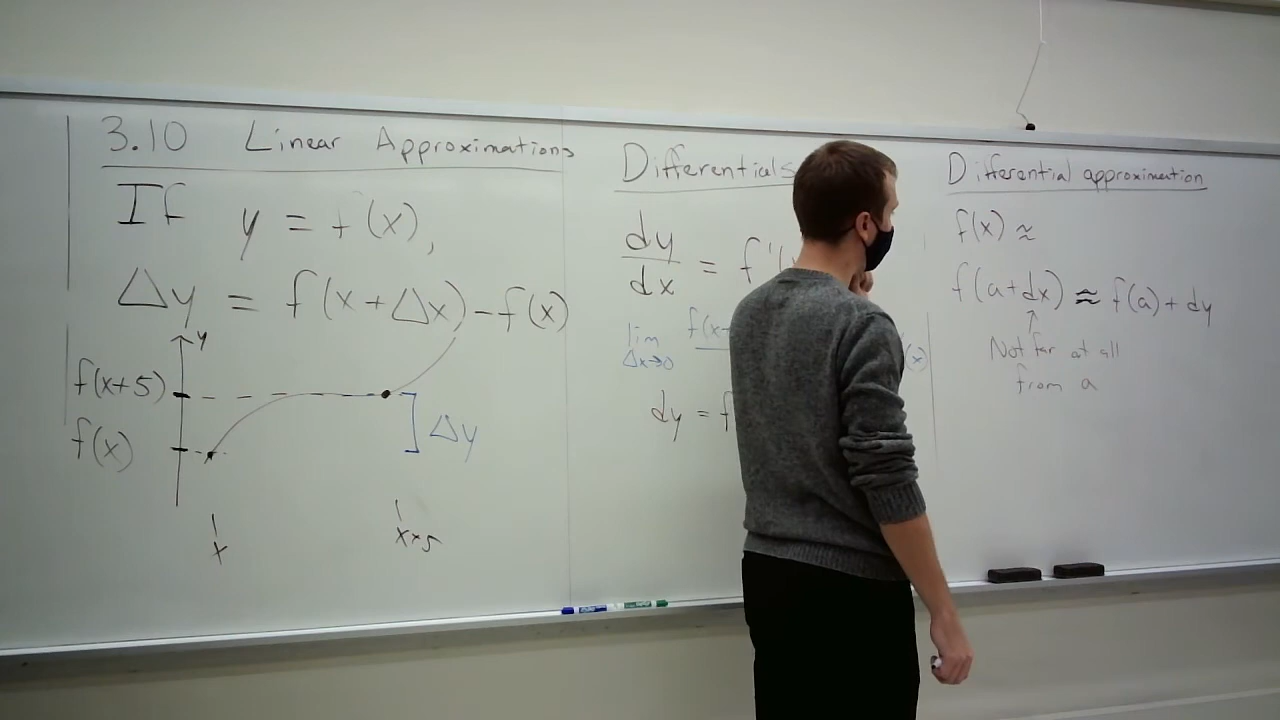 3.10 Linear Approximations
If y = f(x),
Δy = f(x+Δx) - f(x)
y
f(x+5)
f(x)
Δy
x
x+5
Differentials
dy/dx = f'(
lim Δx→0 f(x+
(x)
dy = f
Differential approximation
f(x) ≈
f(a+dx) ≈ f(a) + dy
↑
Not far at all
from a